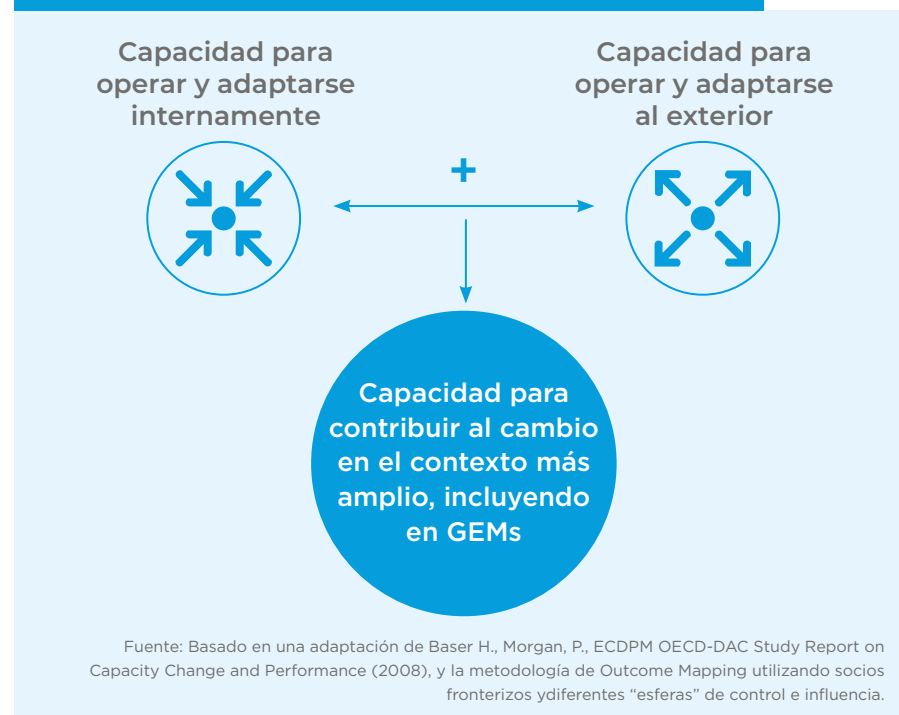 Capacidad para
operar y adaptarse
internamente
Capacidad para
operar y adaptarse
al exterior
+
Capacidad para
contribuir al cambio
en el contexto más
amplio, incluyendo
en GEMs
Fuente: Basado en una adaptación de Baser H., Morgan, P., ECDPM OECD-DAC Study Report on
Capacity Change and Performance (2008), y la metodología de Outcome Mapping utilizando socios
fronterizos ydiferentes “esferas” de control e influencia.